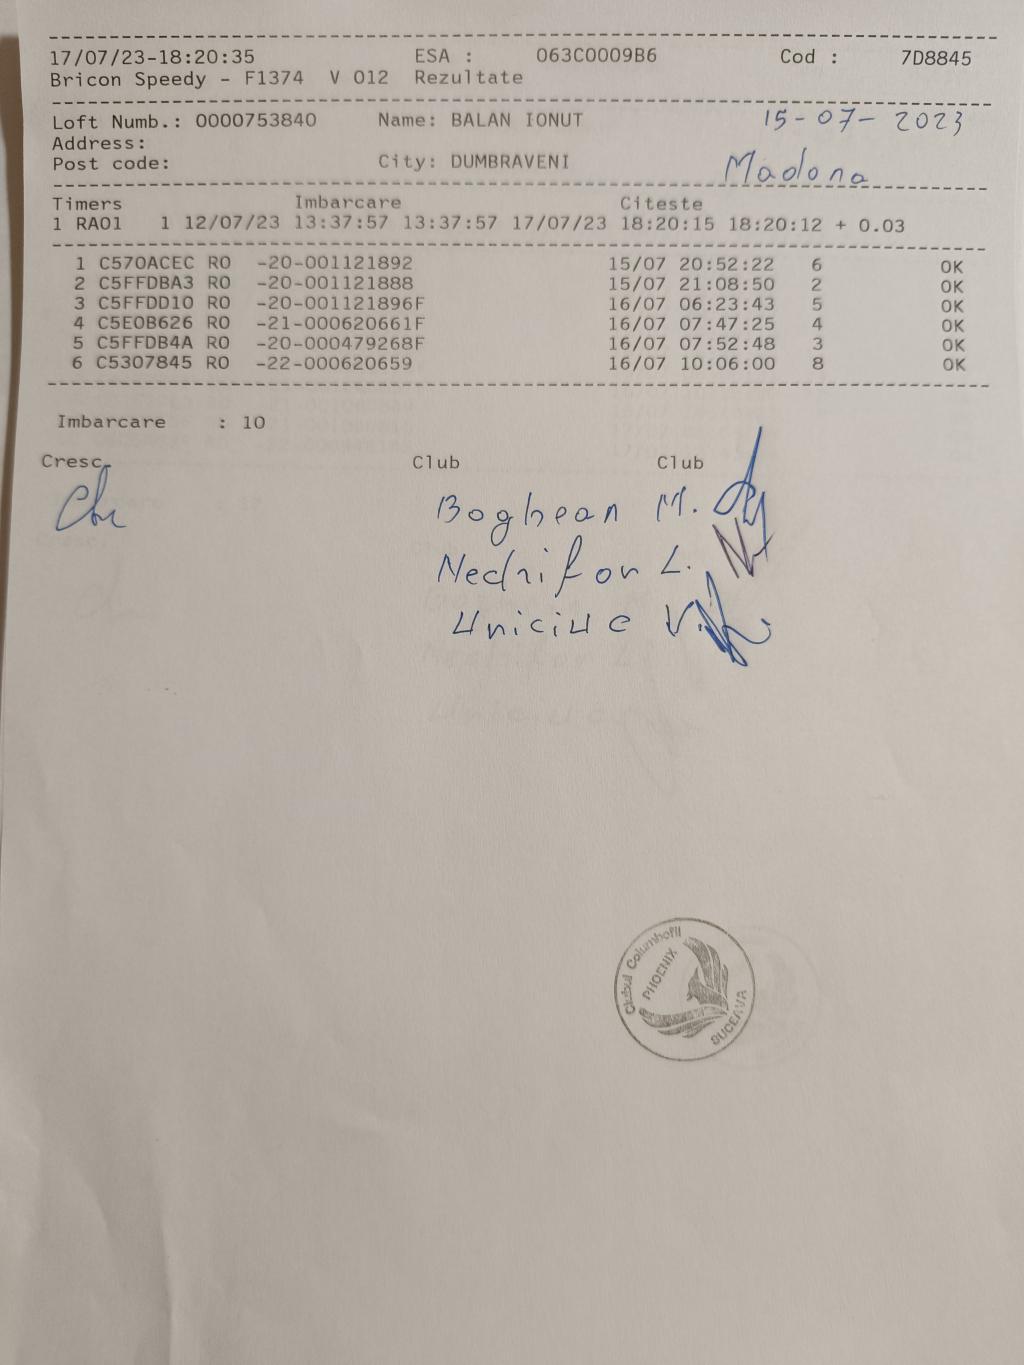 17/07/23-18:20:35 ESA : 063C0009B6 Cod : 7D8845
Bricon Speedy - F1374 V 012 Rezultate
Loft Numb.: 0000753840 Name: BALAN IONUT 15-07-2023
Address:
Post code: City: DUMBRAVENI Madona
Timers Imbarcare Citeste
1 RA01 1 12/07/23 13:37:57 13:37:57 17/07/23 18:20:15 18:20:12 + 0.03
1 C570ACEC RO -20-001121892 15/07 20:52:22 6 OK
2 C5FFDBA3 RO -20-001121888 15/07 21:08:50 2 OK
3 C5FFDD10 RO -20-001121896F 16/07 06:23:43 5 OK
4 C5E0B626 RO -21-000620661F 16/07 07:47:25 4 OK
5 C5FFDB4A RO -20-000479268F 16/07 07:52:48 3 OK
6 C5307845 RO -22-000620659 16/07 10:06:00 8 OK
Imbarcare : 10
Cresc. Club Club
Boghean M.
Nechifor L.
Uniciuc V.
Clubul Columbofil
PHOENIX
SUCEAVA